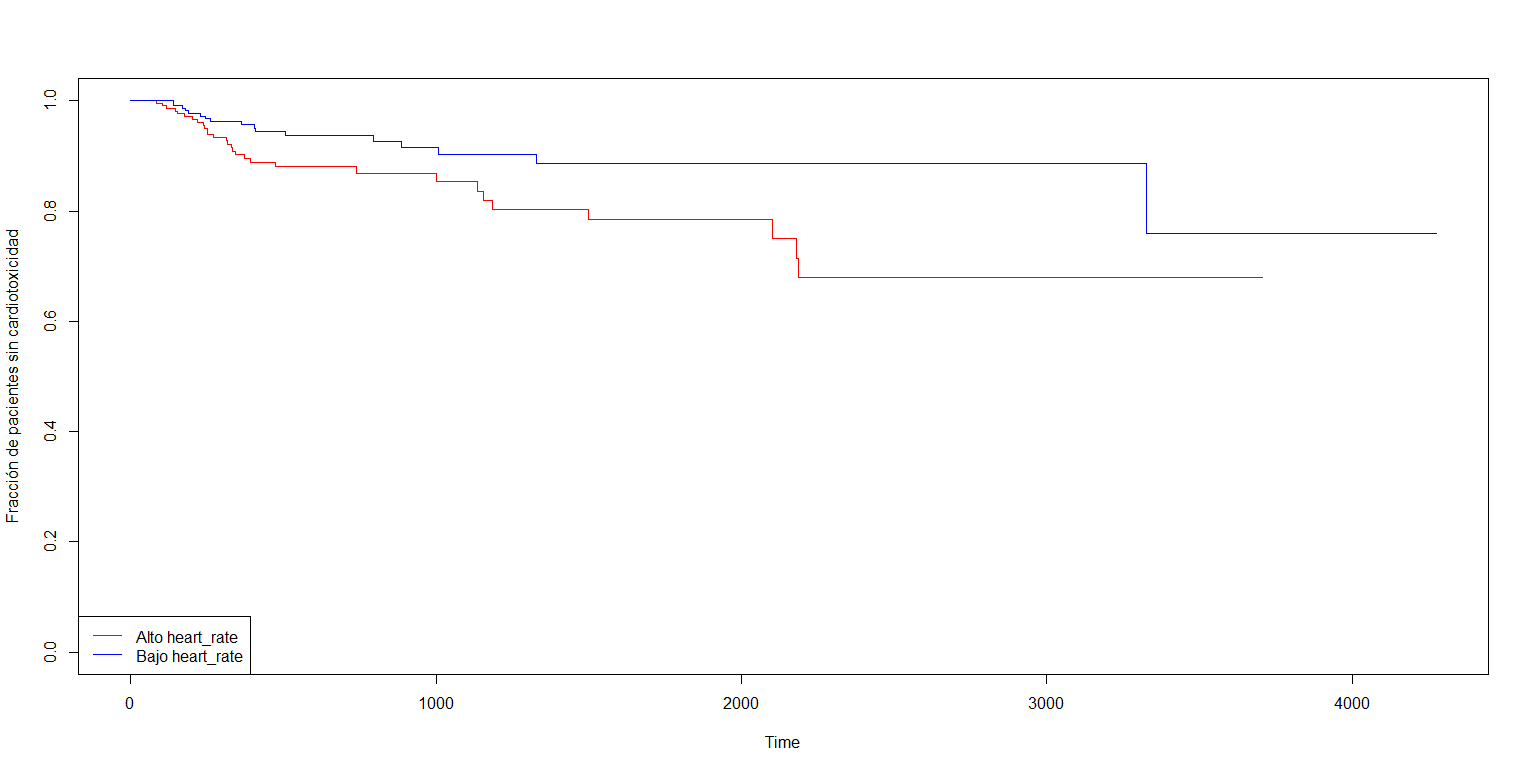 Fracción de pacientes sin cardiotoxicidad
1.0
0.8
0.6
0.4
0.2
0.0
Alto heart_rate
Bajo heart_rate
0 1000 2000 3000 4000
Time